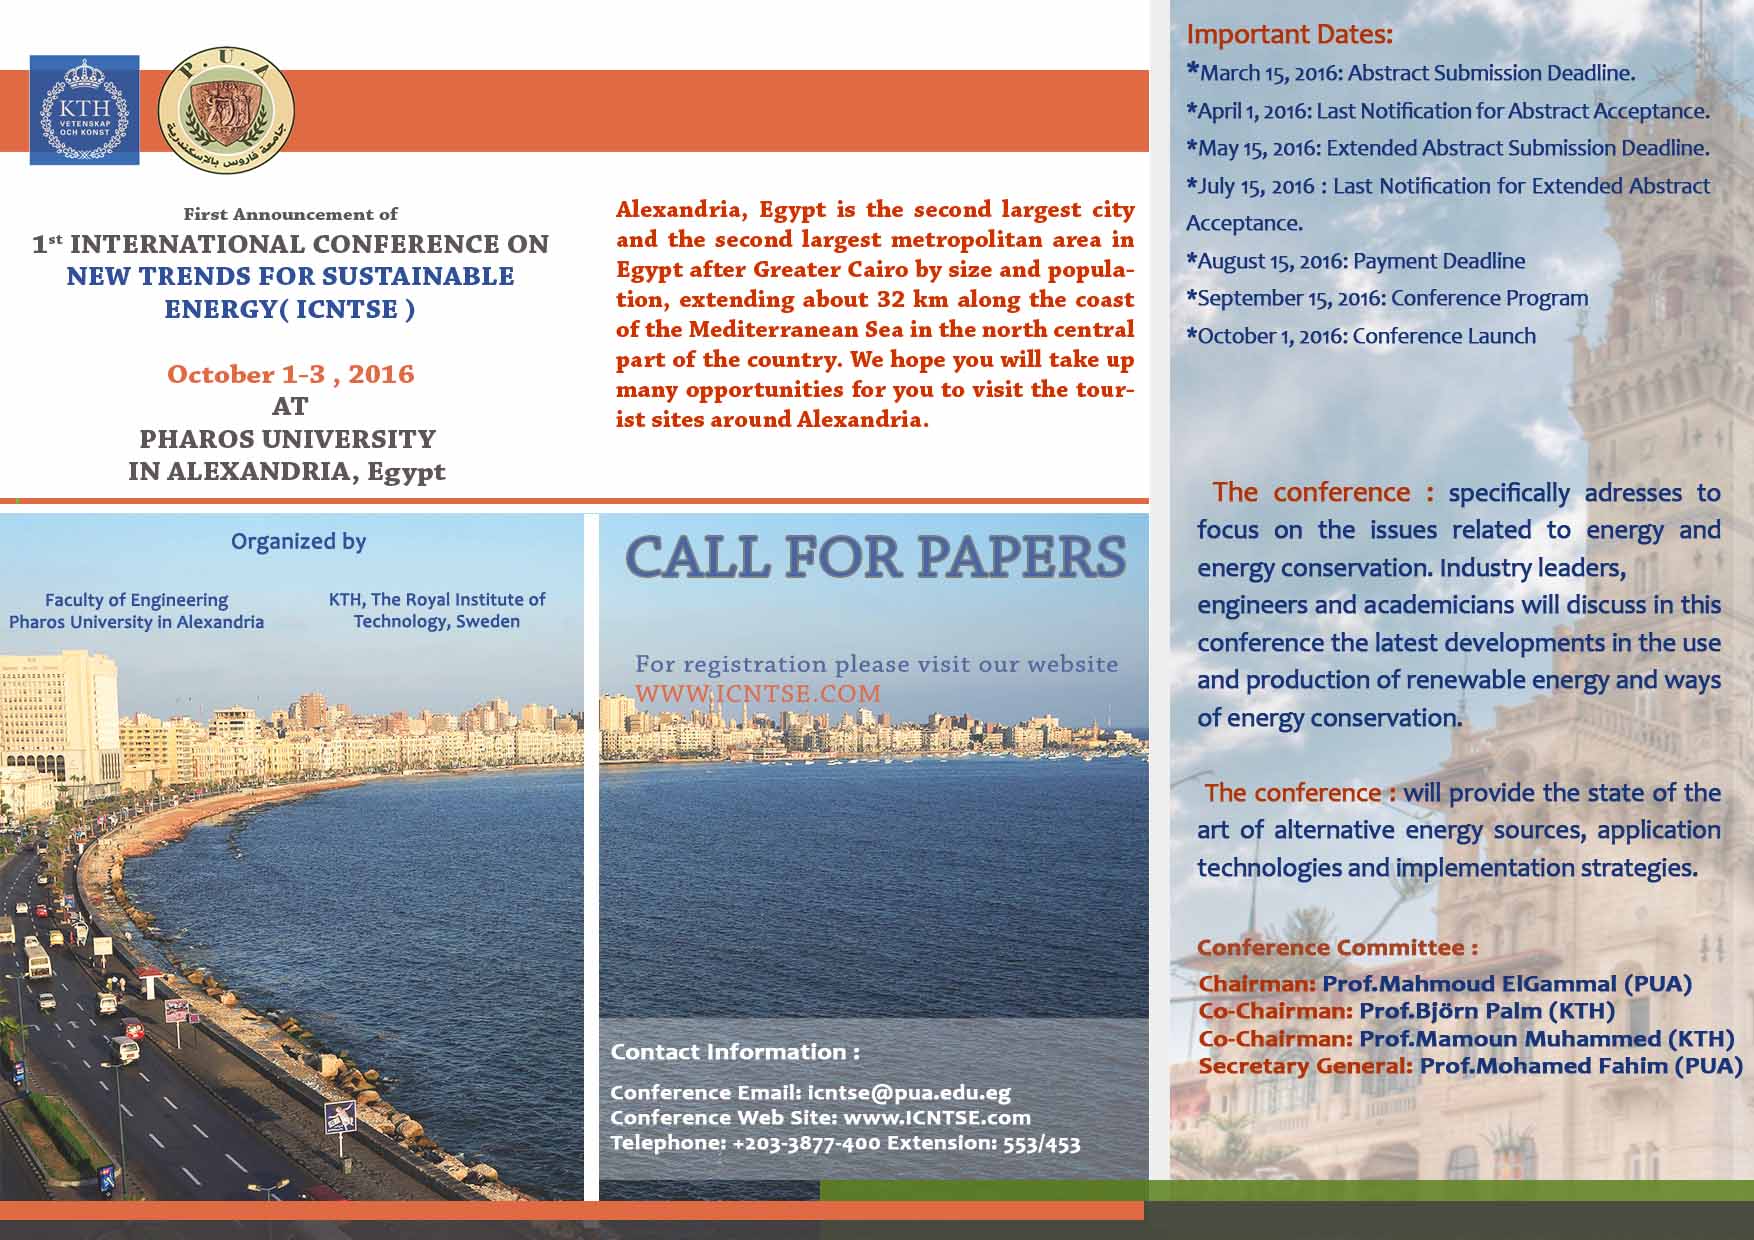 KTH
VETENSKAP
OCH KONST
P.U.A
جامعة فاروس بالإسكندرية
First Announcement of
1st INTERNATIONAL CONFERENCE ON
NEW TRENDS FOR SUSTAINABLE
ENERGY( ICNTSE )
October 1-3 , 2016
AT
PHAROS UNIVERSITY
IN ALEXANDRIA, Egypt
Alexandria, Egypt is the second largest city
and the second largest metropolitan area in
Egypt after Greater Cairo by size and popula-
tion, extending about 32 km along the coast
of the Mediterranean Sea in the north central
part of the country. We hope you will take up
many opportunities for you to visit the tour-
ist sites around Alexandria.
Organized by
Faculty of Engineering
Pharos University in Alexandria
KTH, The Royal Institute of
Technology, Sweden
CALL FOR PAPERS
For registration please visit our website
WWW.ICNTSE.COM
Contact Information :
Conference Email: icntse@pua.edu.eg
Conference Web Site: www.ICNTSE.com
Telephone: +203-3877-400 Extension: 553/453
Important Dates:
*March 15, 2016: Abstract Submission Deadline.
*April 1, 2016: Last Notification for Abstract Acceptance.
*May 15, 2016: Extended Abstract Submission Deadline.
*July 15, 2016 : Last Notification for Extended Abstract
Acceptance.
*August 15, 2016: Payment Deadline
*September 15, 2016: Conference Program
*October 1, 2016: Conference Launch
The conference : specifically adresses to
focus on the issues related to energy and
energy conservation. Industry leaders,
engineers and academicians will discuss in this
conference the latest developments in the use
and production of renewable energy and ways
of energy conservation.
The conference : will provide the state of the
art of alternative energy sources, application
technologies and implementation strategies.
Conference Committee :
Chairman: Prof.Mahmoud ElGammal (PUA)
Co-Chairman: Prof.Björn Palm (KTH)
Co-Chairman: Prof.Mamoun Muhammed (KTH)
Secretary General: Prof.Mohamed Fahim (PUA)